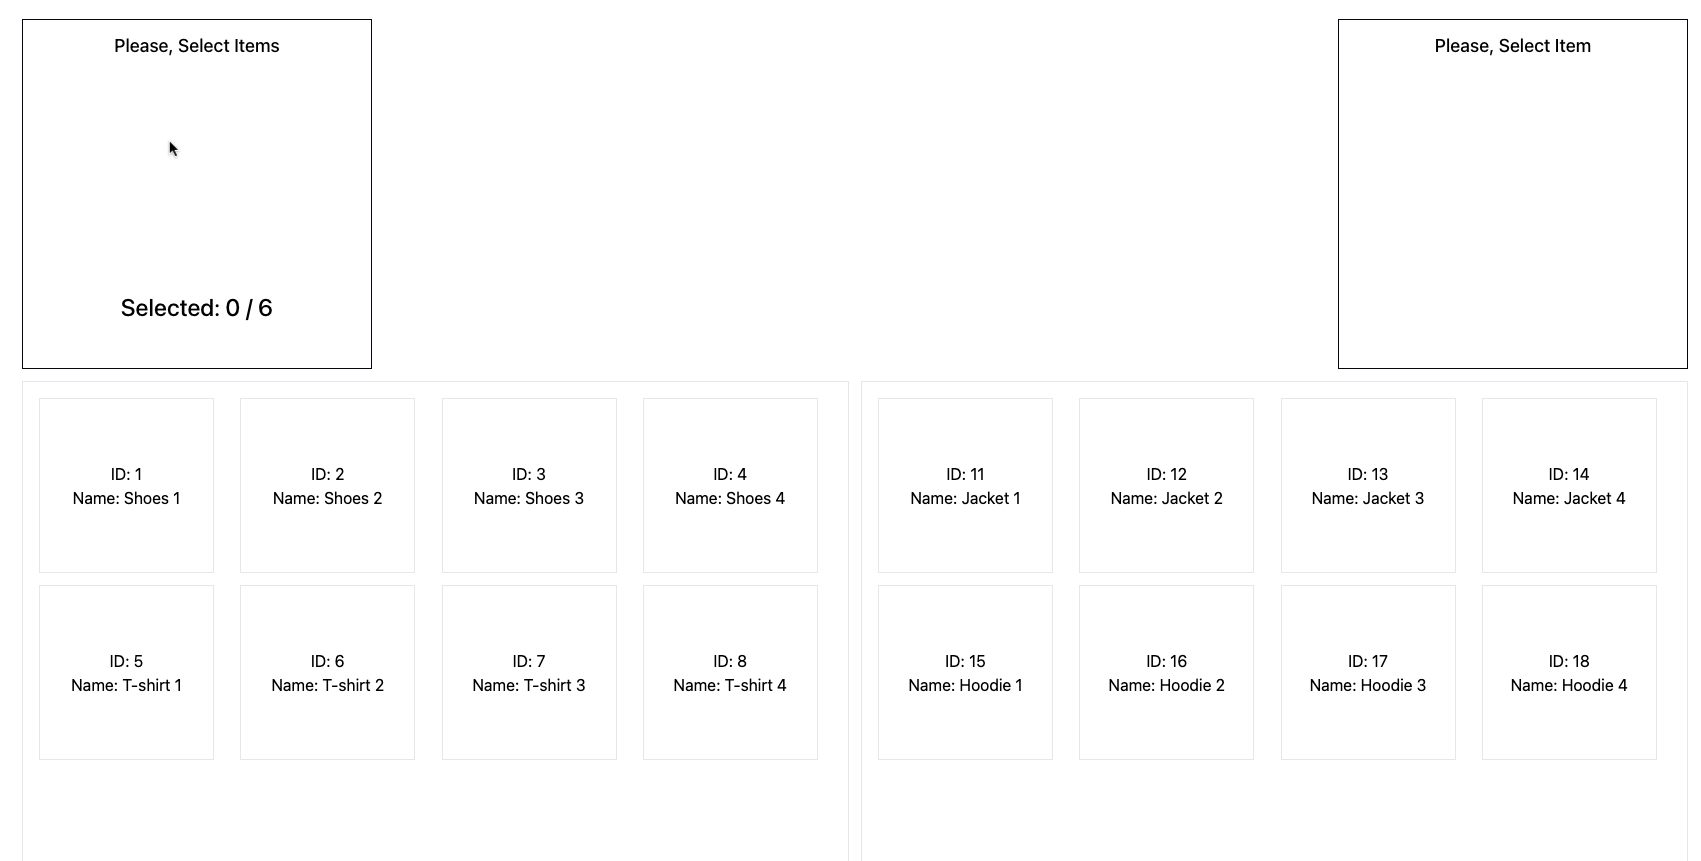 Please, Select Items
Selected: 0 / 6
Please, Select Item
ID: 1
Name: Shoes 1
ID: 2
Name: Shoes 2
ID: 3
Name: Shoes 3
ID: 4
Name: Shoes 4
ID: 5
Name: T-shirt 1
ID: 6
Name: T-shirt 2
ID: 7
Name: T-shirt 3
ID: 8
Name: T-shirt 4
ID: 11
Name: Jacket 1
ID: 12
Name: Jacket 2
ID: 13
Name: Jacket 3
ID: 14
Name: Jacket 4
ID: 15
Name: Hoodie 1
ID: 16
Name: Hoodie 2
ID: 17
Name: Hoodie 3
ID: 18
Name: Hoodie 4